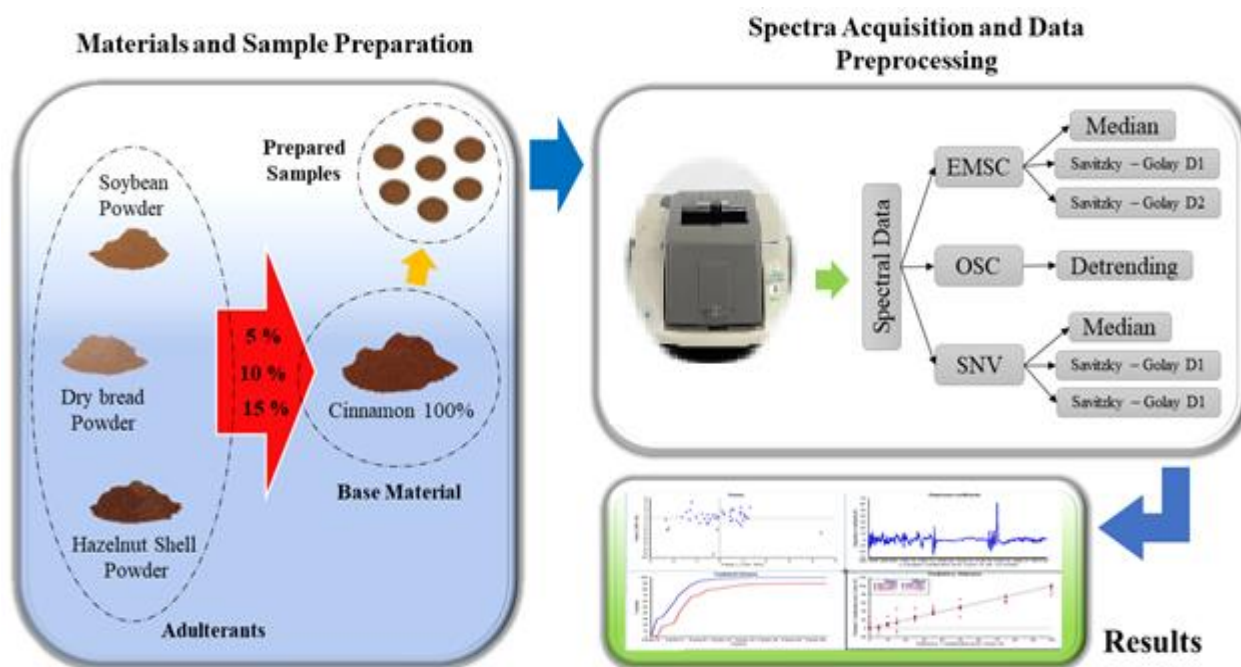 Materials and Sample Preparation
Prepared
Samples
Soybean
Powder
Dry bread
Powder
Hazelnut Shell
Powder
Adulterants
5 %
10 %
15 %
Cinnamon 100%
Base Material
Spectra Acquisition and Data
Preprocessing
Spectral Data
EMSC
Median
Savitzky – Golay D1
Savitzky – Golay D2
OSC
Detrending
SNV
Median
Savitzky – Golay D1
Savitzky – Golay D1
Results